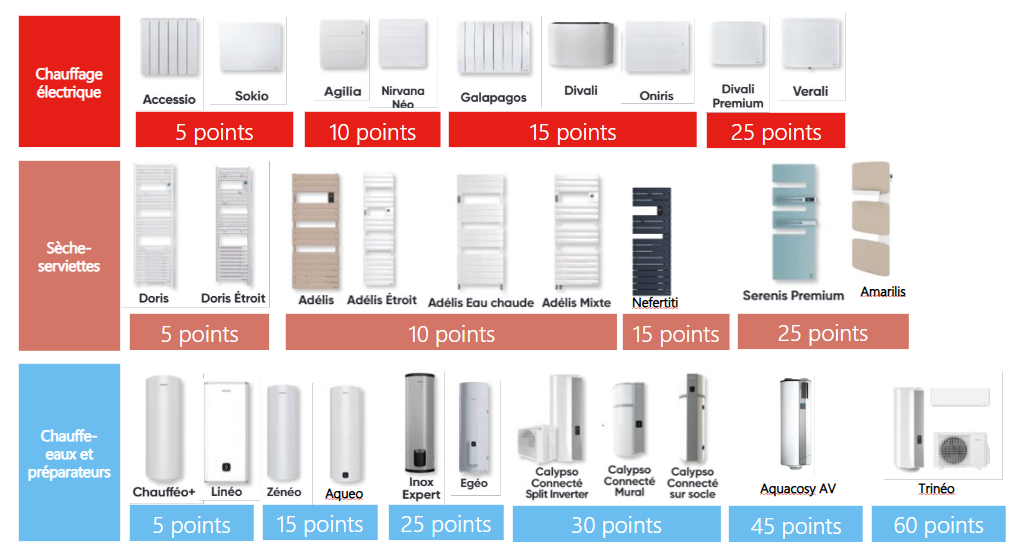 Chauffage
électrique
Accessio
Sokio
Agilia
Nirvana
Néo
Galapagos
Divali
Oniris
Divali
Premium
Verali
5 points
10 points
15 points
25 points
Sèche-
serviettes
Doris
Doris Étroit
Adélis
Adélis Étroit
Adélis Eau chaude
Adélis Mixte
Nefertiti
Serenis Premium
Amarilis
5 points
10 points
15 points
25 points
Chauffe-
eaux et
préparateurs
Chaufféo+
Linéo
Zénéo
Aqueo
Inox
Expert
Egéo
Calypso
Connecté
Split Inverter
Calypso
Connecté
Mural
Calypso
Connecté
sur socle
Aquacosy AV
Trinéo
5 points
15 points
25 points
30 points
45 points
60 points